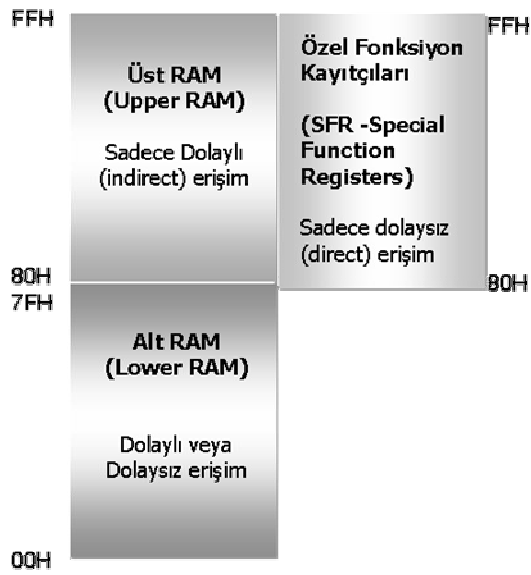 FFH
Üst RAM
(Upper RAM)
Sadece Dolaylı
(indirect) erişim
80H
7FH
Özel Fonksiyon
Kayıtçıları
(SFR -Special
Function
Registers)
Sadece dolaysız
(direct) erişim
FFH
80H
Alt RAM
(Lower RAM)
Dolaylı veya
Dolaysız erişim
00H